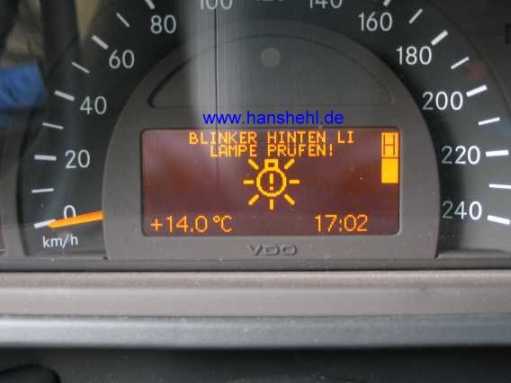 100
120
140
80
60
40
20
0
km/h
160
180
200
220
240
www.hanshehl.de
BLINKER HINTEN LI
LAMPE PRÜFEN!
H
+14.0 °C
17:02
VDO